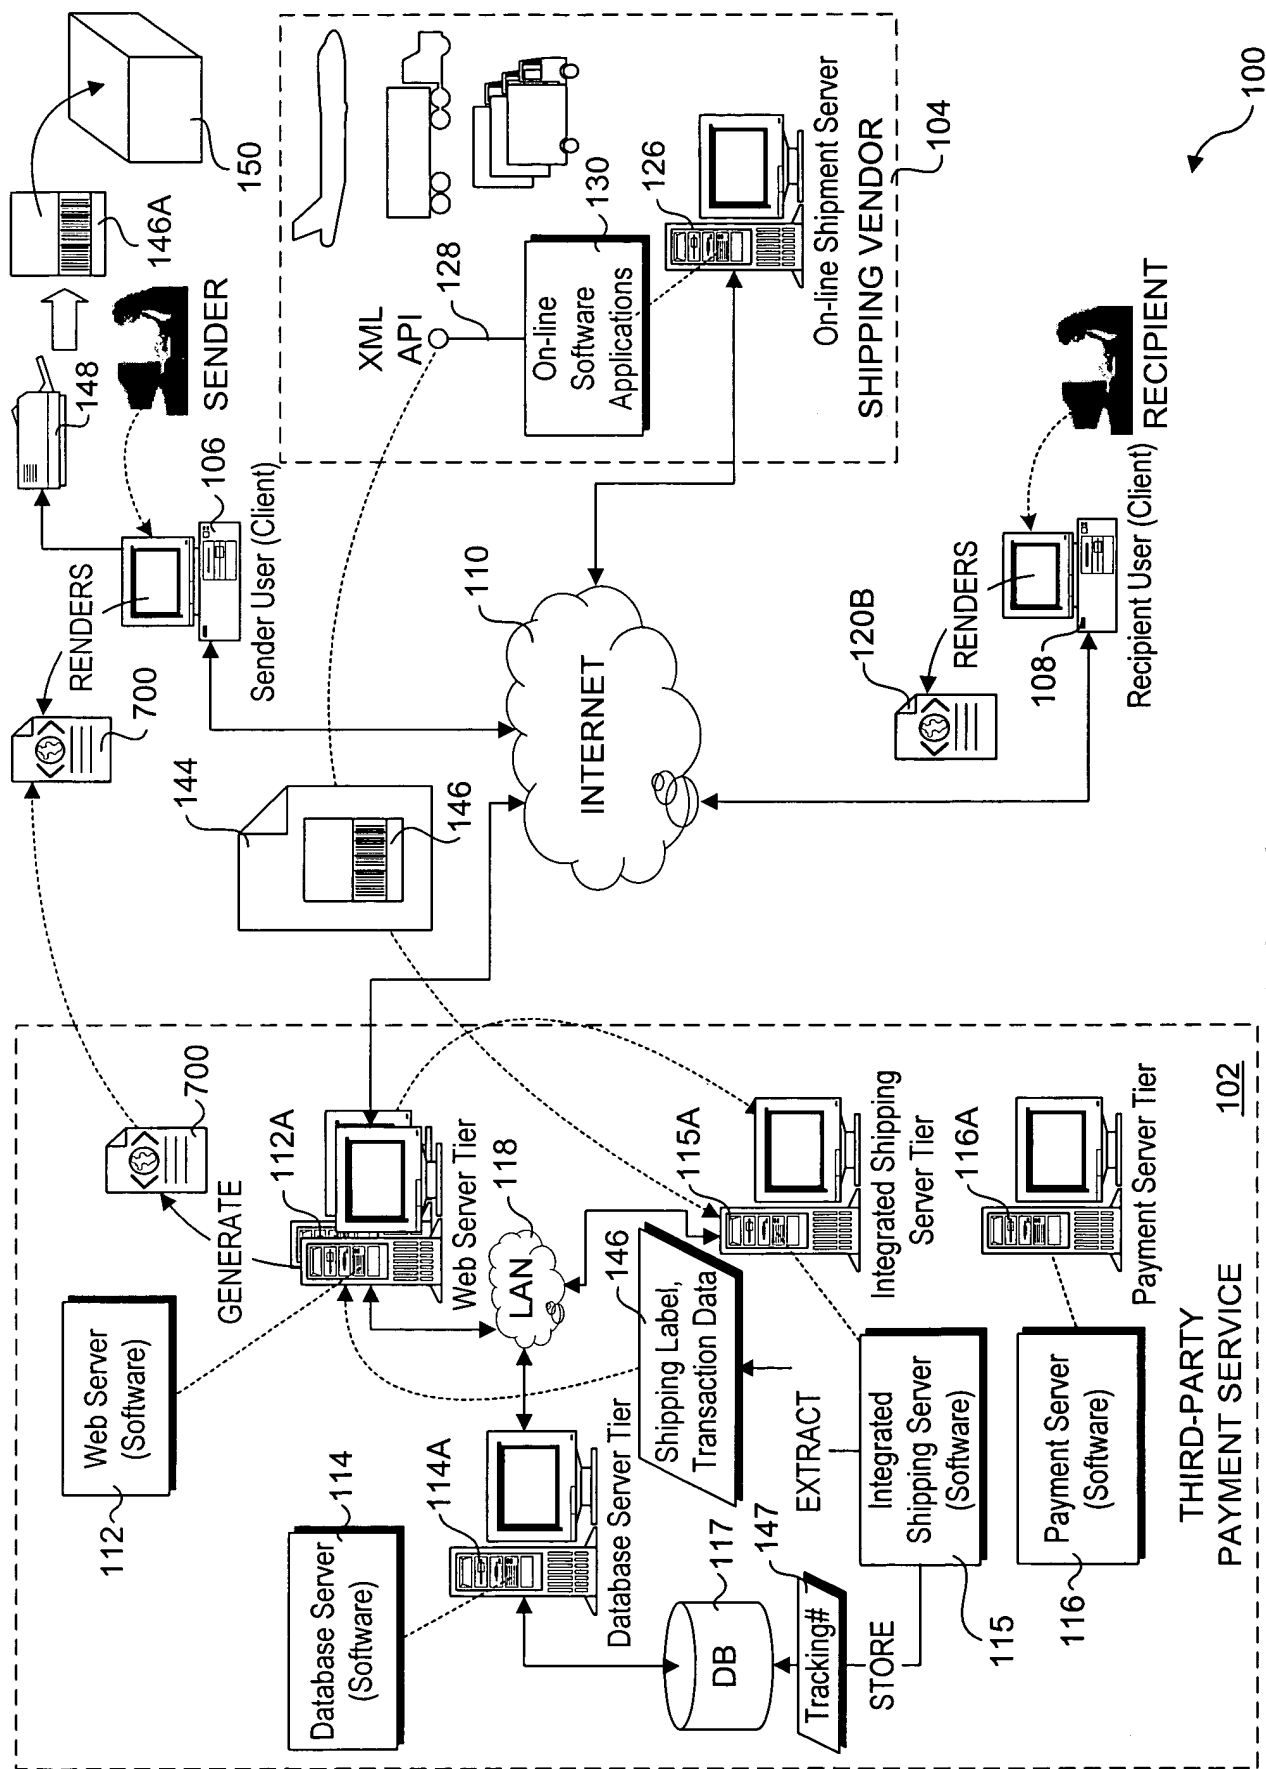 Web Server
(Software)
112
GENERATE
700
112A
Web Server Tier
Database Server
(Software)
114
114A
Database Server Tier
118
LAN
DB
117
Tracking#
147
STORE
EXTRACT
Shipping Label,
Transaction Data
146
115A
Integrated Shipping
Server Tier
Integrated
Shipping Server
(Software)
115
Payment Server
(Software)
116
116A
Payment Server Tier
THIRD-PARTY
PAYMENT SERVICE
102
700
RENDERS
148
146A
150
SENDER
106
Sender User (Client)
144
146
110
INTERNET
XML
API
128
On-line
Software
Applications
130
126
On-line Shipment Server
SHIPPING VENDOR
104
120B
RENDERS
108
Recipient User (Client)
RECIPIENT
100